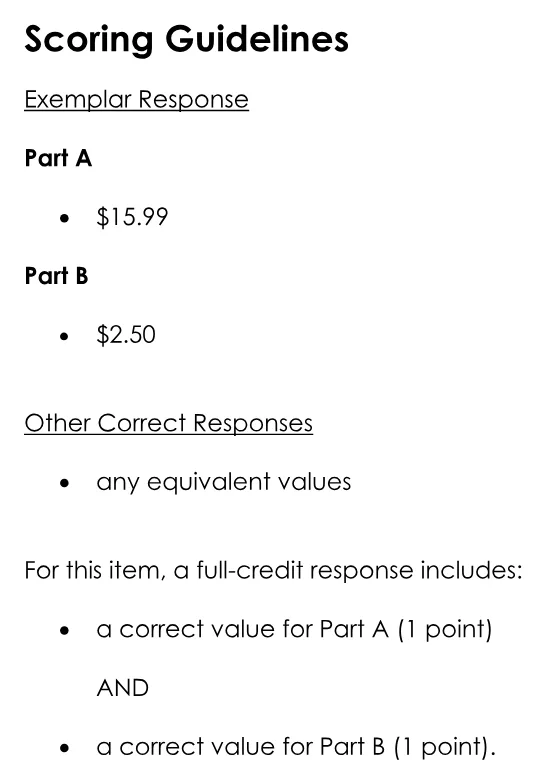 Scoring Guidelines
Exemplar Response
Part A
• $15.99
Part B
• $2.50
Other Correct Responses
• any equivalent values
For this item, a full-credit response includes:
• a correct value for Part A (1 point)
AND
• a correct value for Part B (1 point).